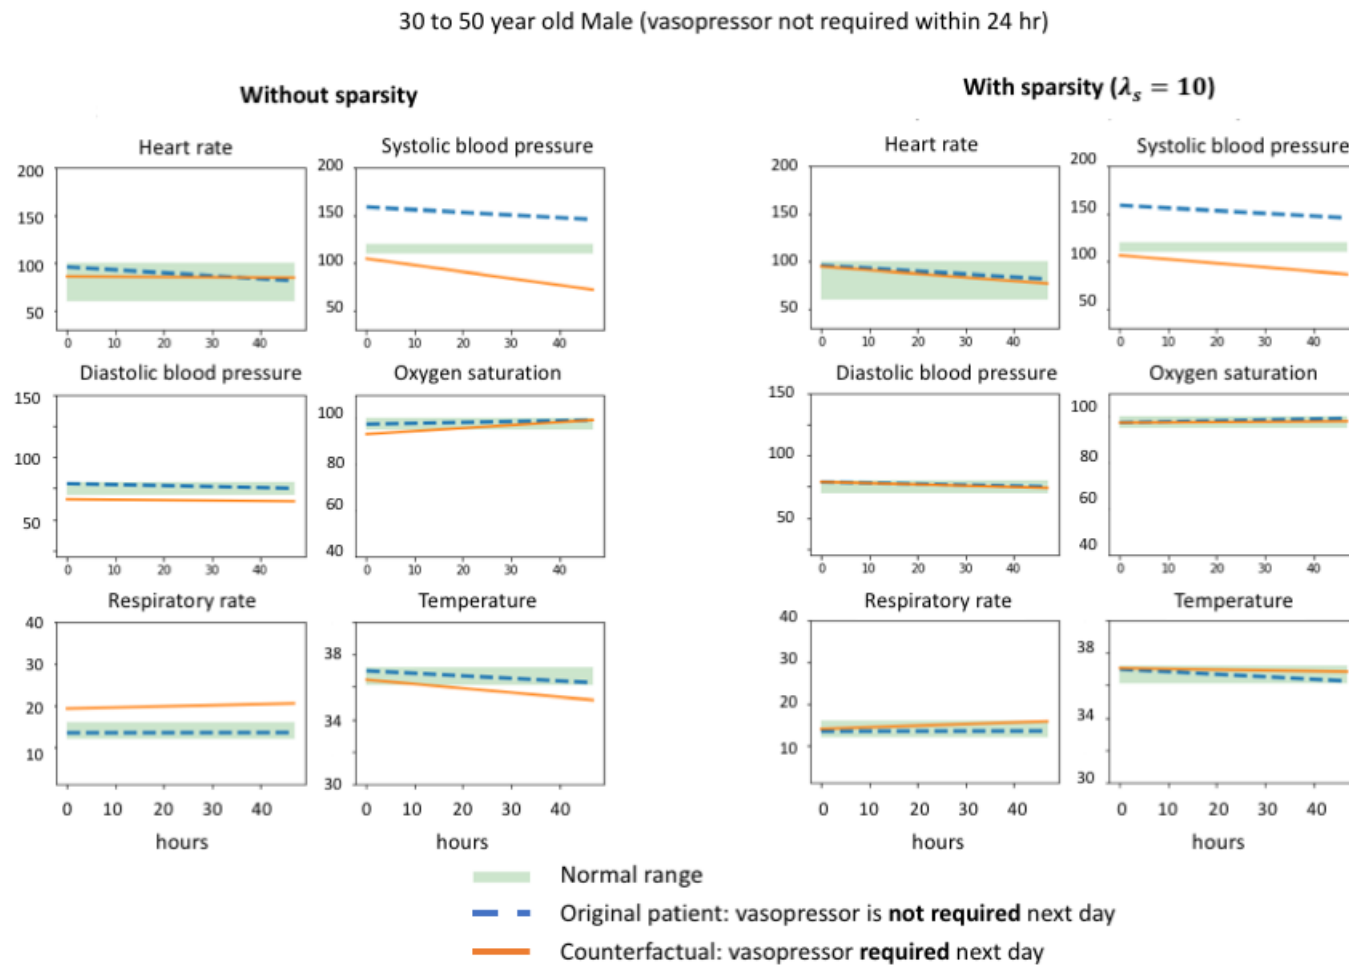 30 to 50 year old Male (vasopressor not required within 24 hr)
Without sparsity
Heart rate
200
150
100
50
0 10 20 30 40
Systolic blood pressure
200
150
100
50
0 10 20 30 40
Diastolic blood pressure
150
100
50
0 10 20 30 40
Oxygen saturation
100
80
60
40
0 10 20 30 40
Respiratory rate
40
30
20
10
0 10 20 30 40
hours
Temperature
38
34
30
0 10 20 30 40
hours
With sparsity (λs = 10)
Heart rate
200
150
100
50
0 10 20 30 40
Systolic blood pressure
200
150
100
50
0 10 20 30 40
Diastolic blood pressure
150
100
50
0 10 20 30 40
Oxygen saturation
100
80
60
40
0 10 20 30 40
Respiratory rate
40
30
20
10
0 10 20 30 40
hours
Temperature
38
34
30
0 10 20 30 40
hours
Normal range
Original patient: vasopressor is not required next day
Counterfactual: vasopressor required next day